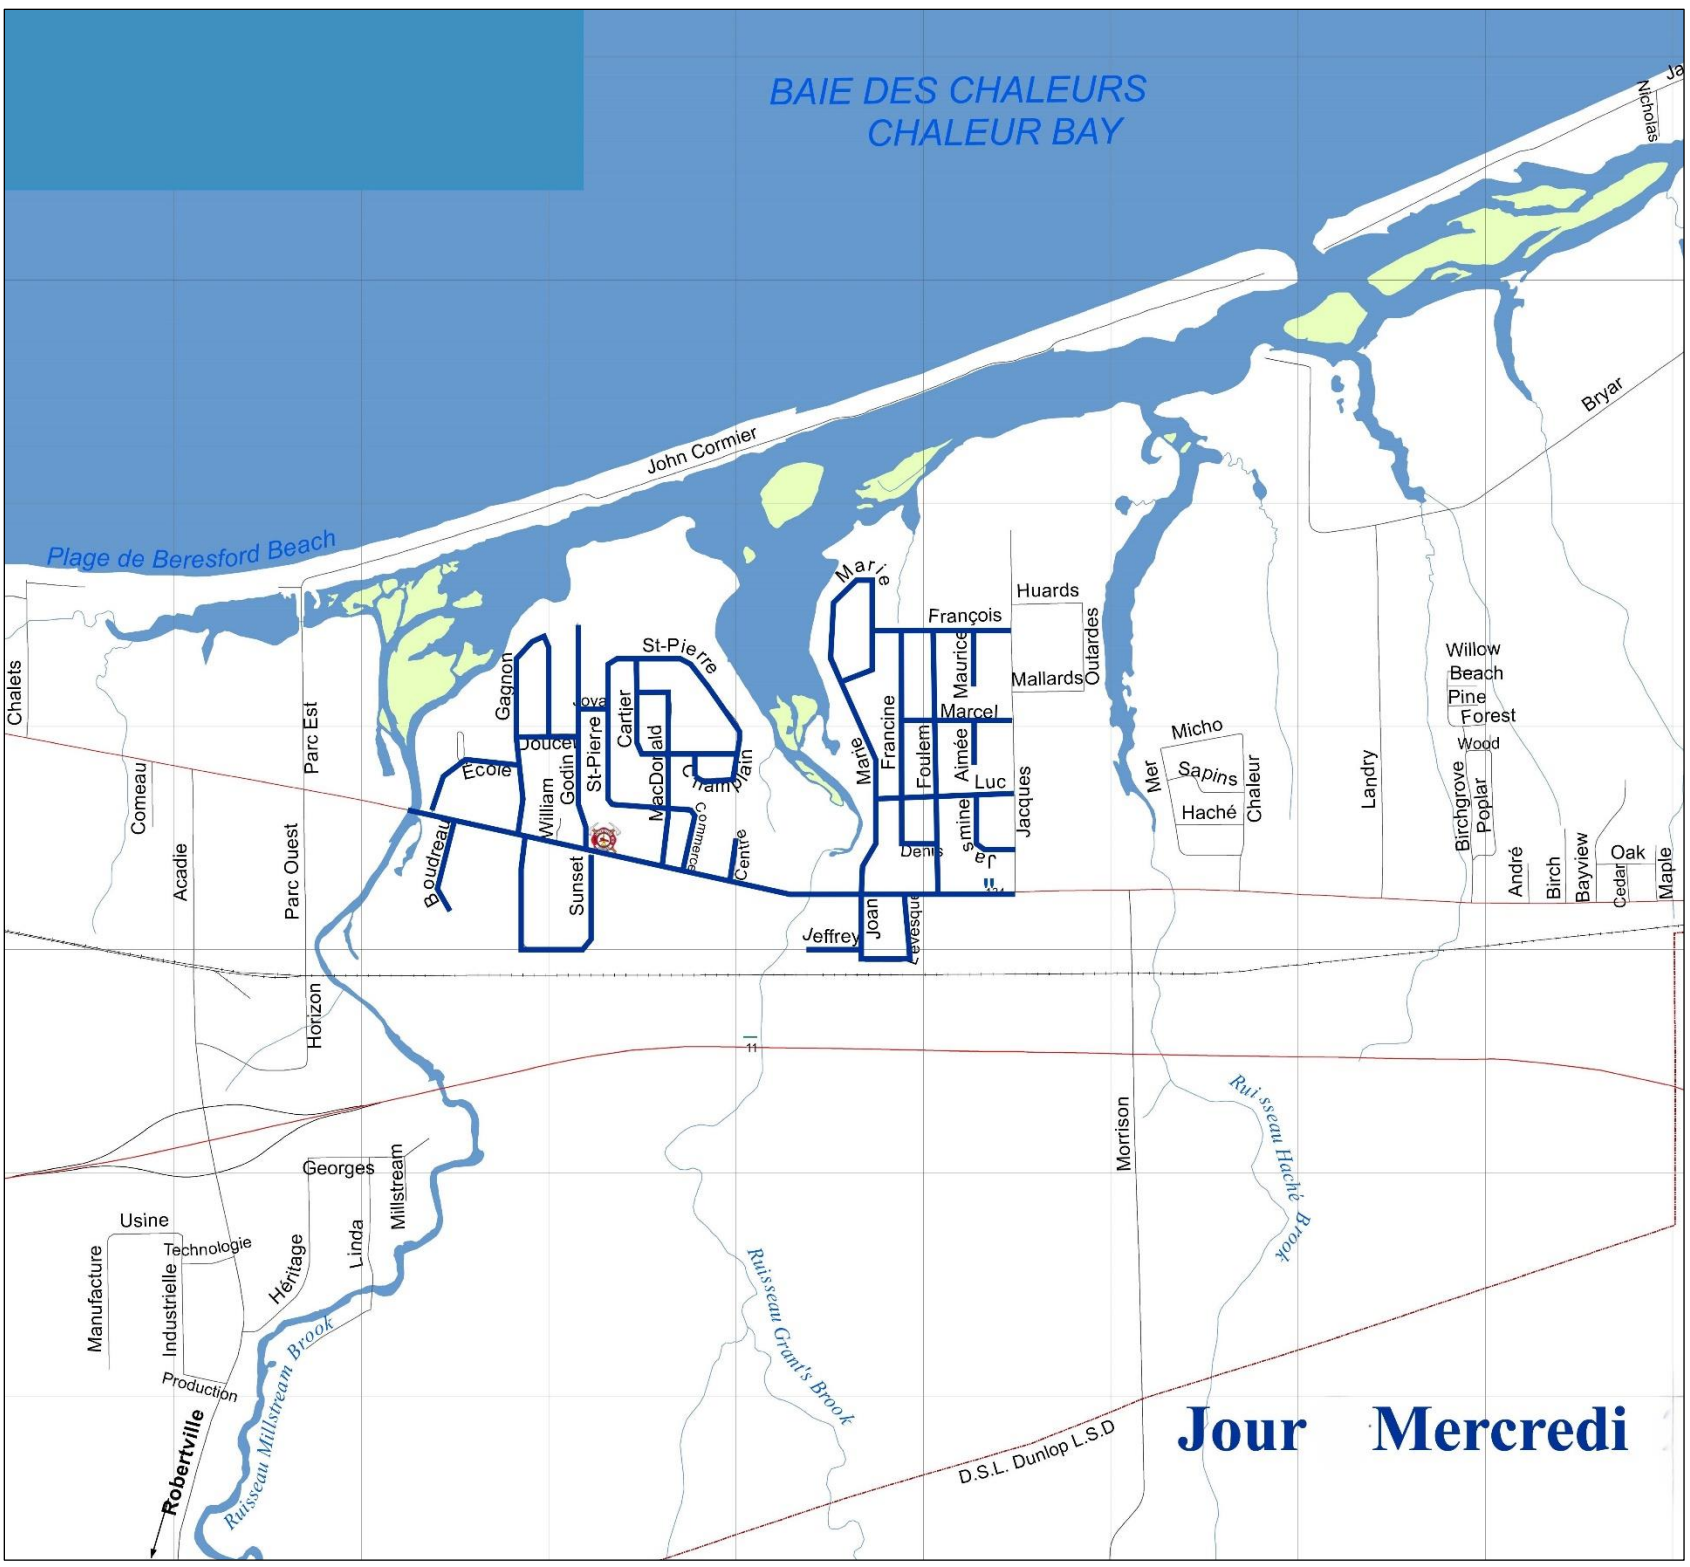 Ja
Nicholas
BAIE DES CHALEURS
CHALEUR BAY
Bryar
John Cormier
Plage de Beresford Beach
Marie
Huards
François
Outardes
Maurice
St-Pierre
Willow
Beach
Mallards
Pine
Forest
Wood
Chalets
Gagnon
Parc Est
Cartier
Francine
Marcel
Micho
Doucet
Godin
St-Pierre
MacDonald
Marie
Foulem
Aimée
Luc
Jacques
Mer
Sapins
Chaleur
Haché
Landry
Birchgrove
Poplar
École
William
Champlain
Comeau
Commerce
Centre
Denis
Jasmine
Acadie
Parc Ouest
Boudreau
Sunset
134
André
Birch
Bayview
Oak
Cedar
Maple
Joan
Jeffrey
Levesque
Horizon
11
Morrison
Ruisseau Haché Brook
Georges
Millstream
Usine
Technologie
Linda
Héritage
Manufacture
Industrielle
Production
Ruisseau Grant's Brook
Ruisseau Millstream Brook
Robertville
D.S.L. Dunlop L.S.D
Jour Mercredi